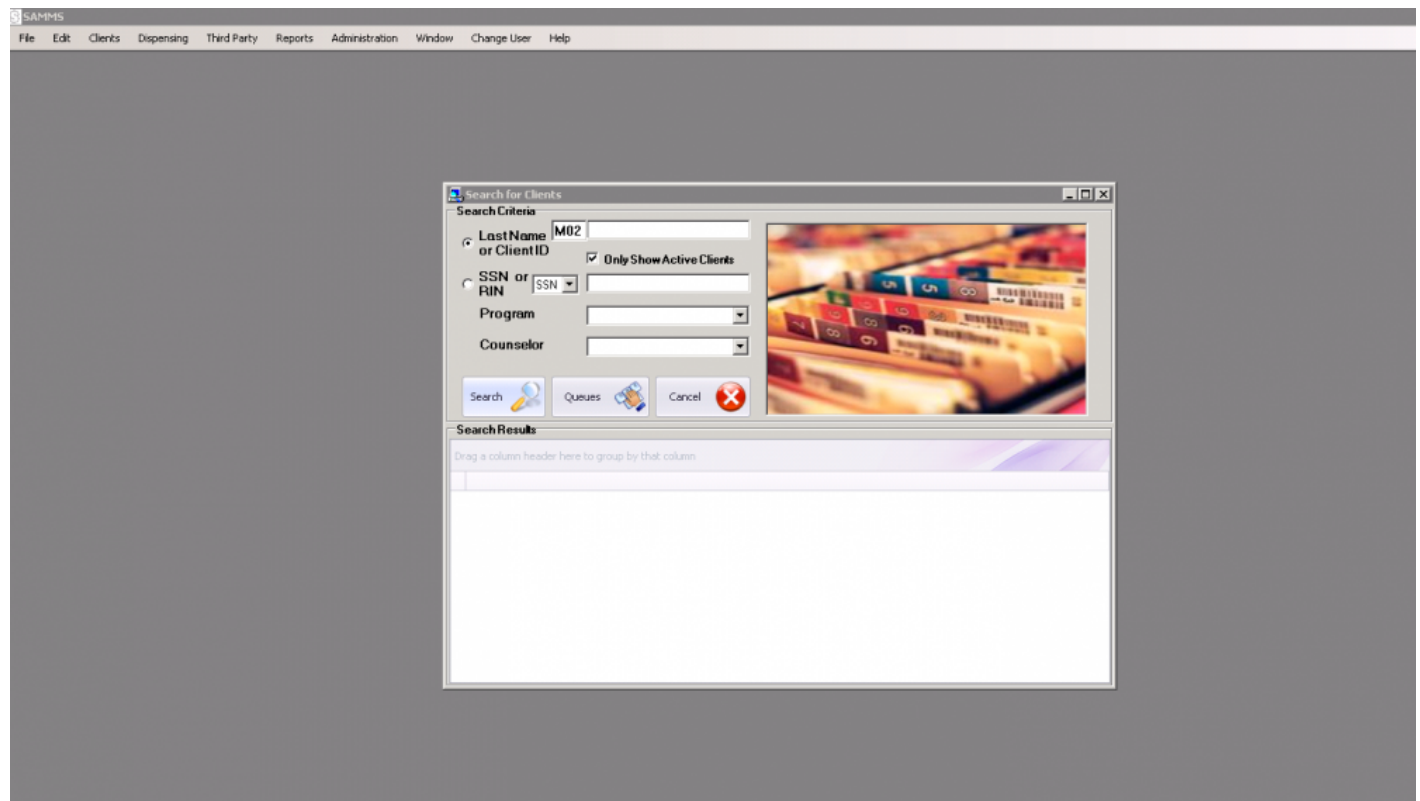 SAMMS
File Edit Clients Dispensing Third Party Reports Administration Window Change User Help
Search for Clients
Search Criteria
Last Name or Client ID M02
Only Show Active Clients
SSN or RIN SSN
Program
Counselor
Search Queues Cancel
Search Results
Drag a column header here to group by that column